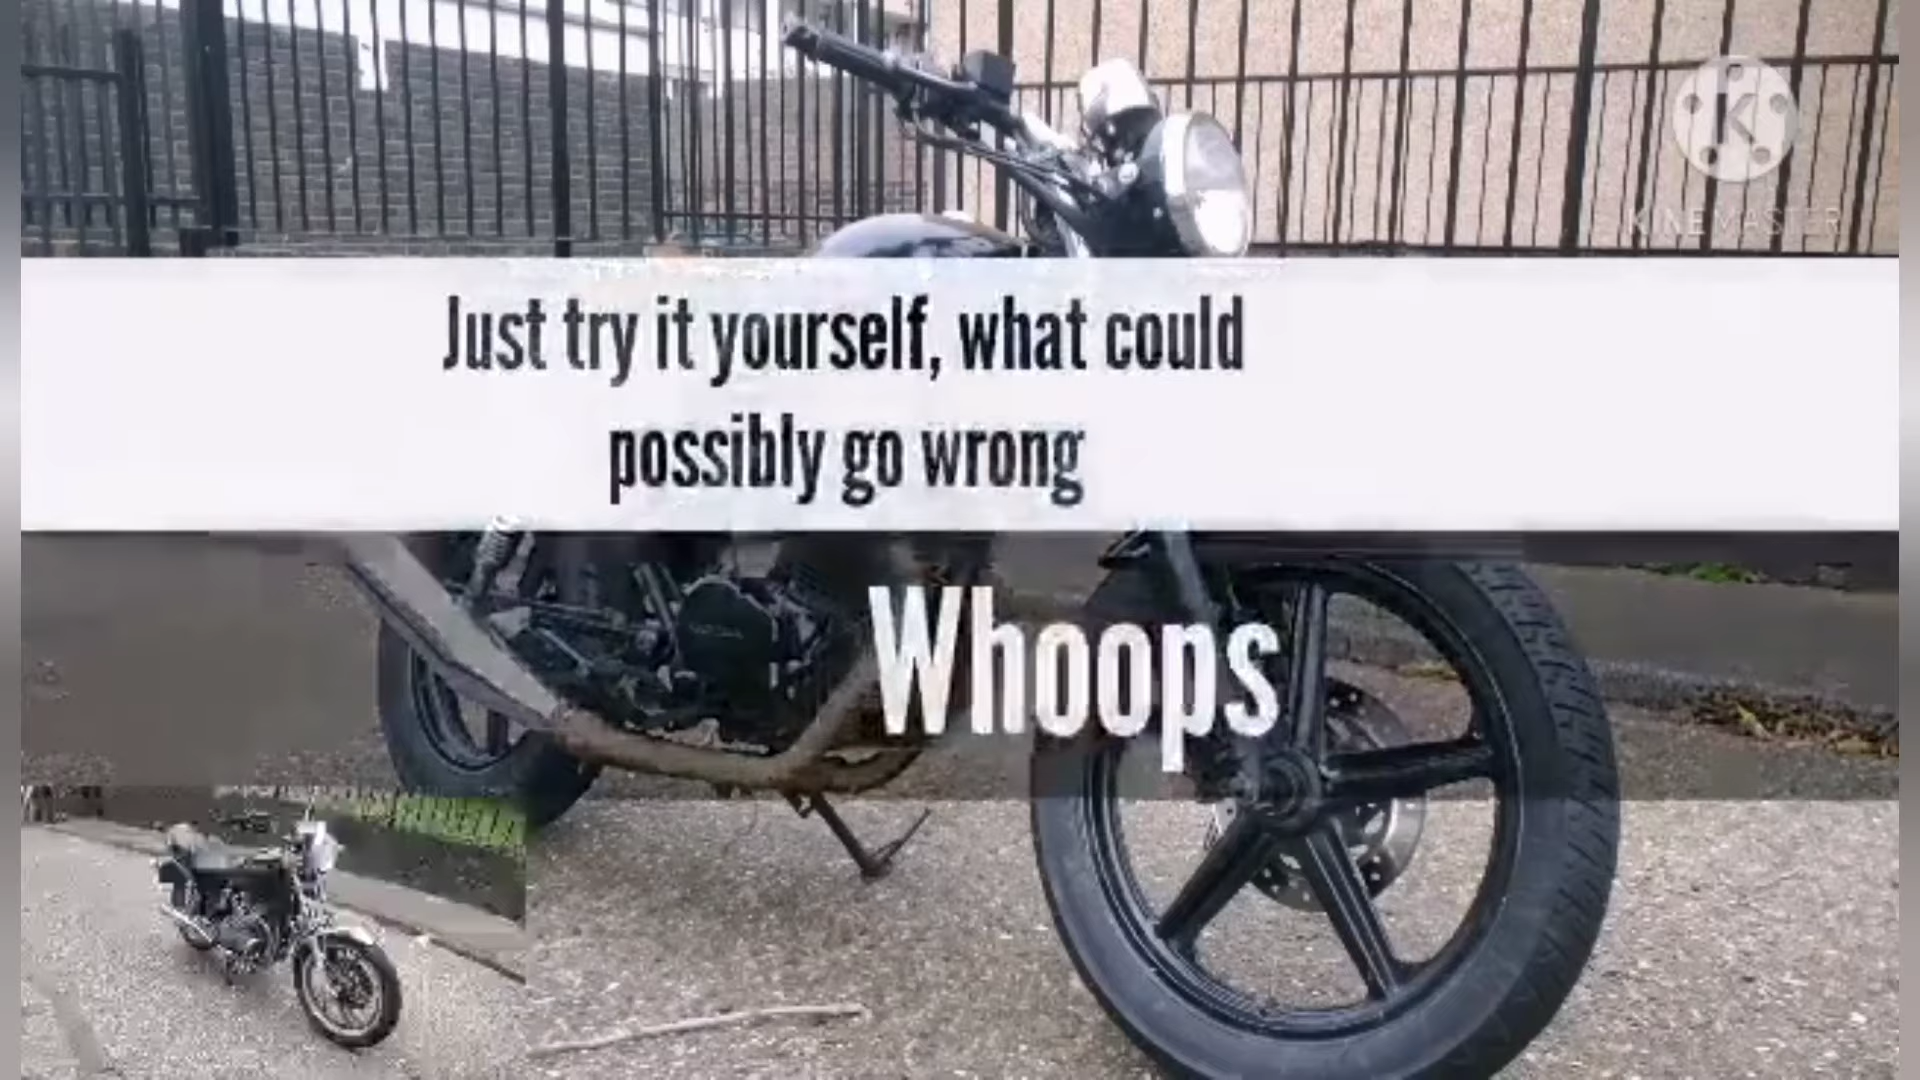 K
KINEMASTER
Just try it yourself, what could
possibly go wrong
Whoops